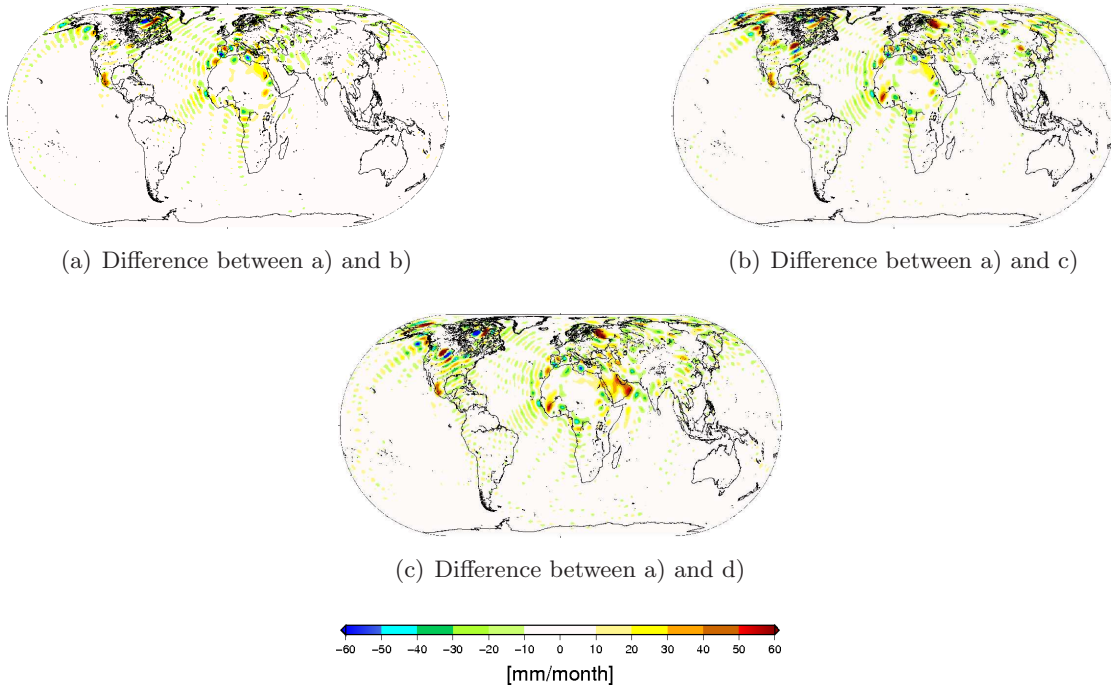 (a) Difference between a) and b)
(b) Difference between a) and c)
(c) Difference between a) and d)
−60 −50 −40 −30 −20 −10 0 10 20 30 40 50 60
[mm/month]